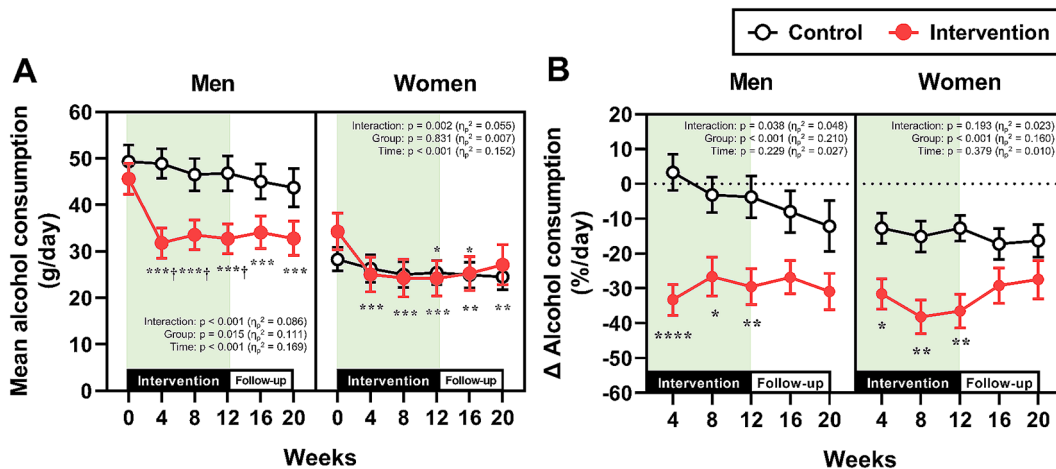 Control Intervention
A
Men Women
Mean alcohol consumption
(g/day)
60
50
40
30
20
10
0
Interaction: p = 0.002 (ηp² = 0.055)
Group: p = 0.831 (ηp² = 0.007)
Time: p < 0.001 (ηp² = 0.152)
* *
***† ***† ***† *** ***
*** *** *** ** **
Interaction: p < 0.001 (ηp² = 0.086)
Group: p = 0.015 (ηp² = 0.111)
Time: p < 0.001 (ηp² = 0.169)
Intervention Follow-up Intervention Follow-up
0 4 8 12 16 20 0 4 8 12 16 20
Weeks
B
Men Women
Δ Alcohol consumption
(%/day)
20
10
0
-10
-20
-30
-40
-50
-60
Interaction: p = 0.038 (ηp² = 0.048)
Group: p < 0.001 (ηp² = 0.210)
Time: p = 0.229 (ηp² = 0.027)
Interaction: p = 0.193 (ηp² = 0.023)
Group: p < 0.001 (ηp² = 0.160)
Time: p = 0.379 (ηp² = 0.010)
**** * **
* ** **
Intervention Follow-up Intervention Follow-up
4 8 12 16 20 4 8 12 16 20
Weeks